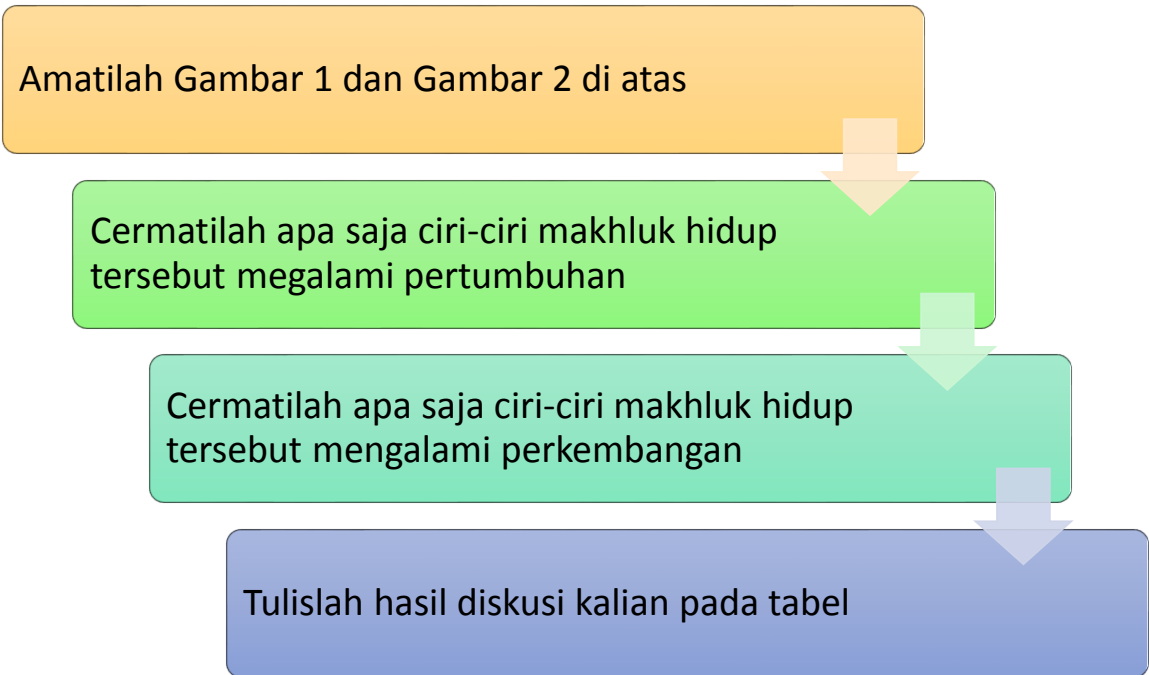 Amatilah Gambar 1 dan Gambar 2 di atas
Cermatilah apa saja ciri-ciri makhluk hidup
tersebut megalami pertumbuhan
Cermatilah apa saja ciri-ciri makhluk hidup
tersebut mengalami perkembangan
Tulislah hasil diskusi kalian pada tabel